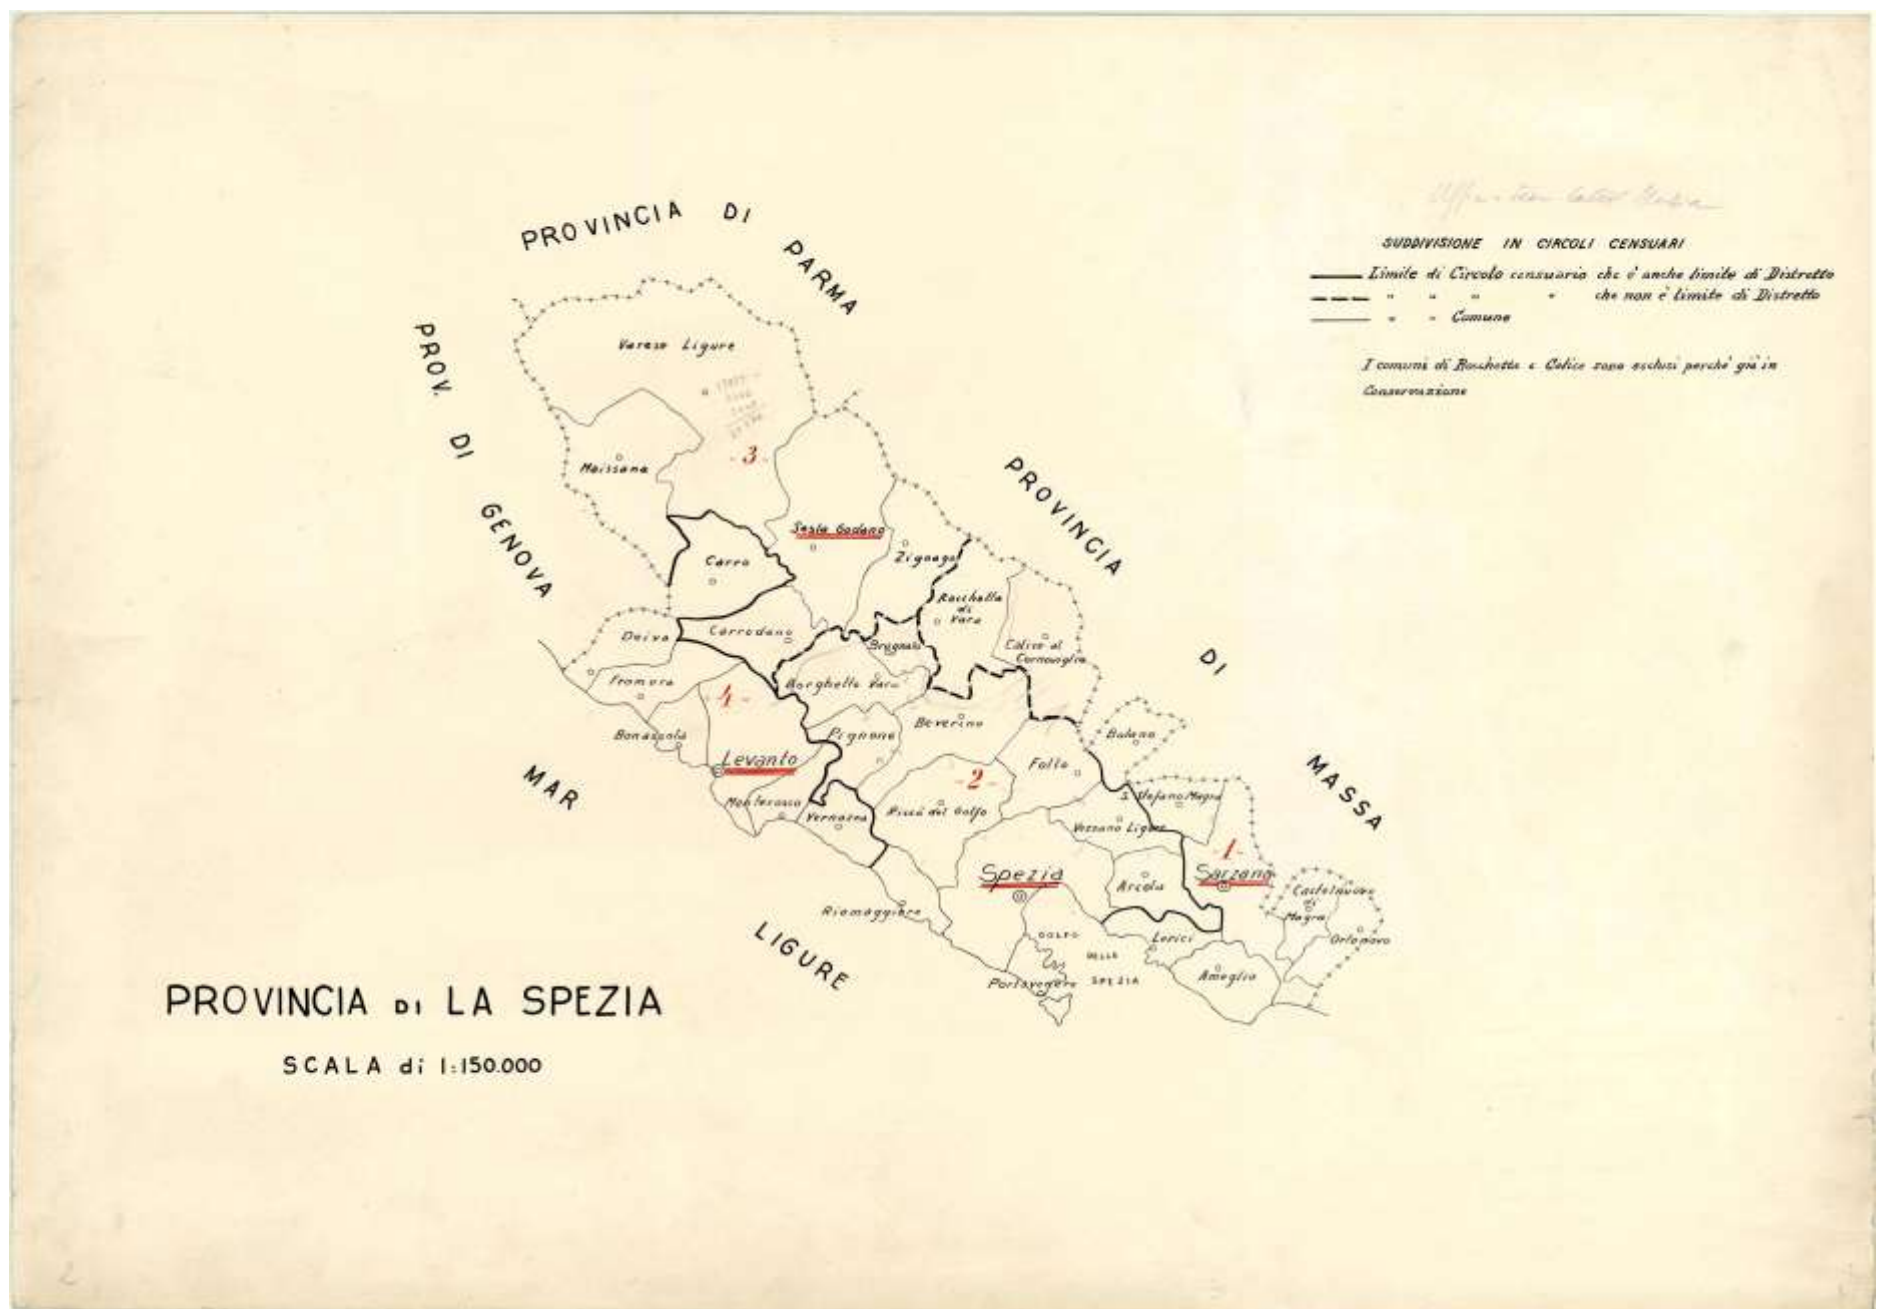 PROVINCIA DI PARMA
PROV. DI GENOVA
PROVINCIA DI MASSA
MAR LIGURE
SUDDIVISIONE IN CIRCOLI CENSUARI
Limite di Circolo censuario che è anche limite di Distretto
" " " " che non è limite di Distretto
" " Comune
I comuni di Rocchetta e Calice sono esclusi perchè già in
Conservazione
Varese Ligure
- 3 -
Maissana
Sesta Godano
Zignago
Carro
Rocchetta
di
Vara
Deiva
Carrodano
Brugnato
Calice al
Cornoviglio
Framura
Borghetto Vara
4 -
Beverino
Bonassola
Pignone
Bolano
Levanto
Follo
- 2 -
Monterosso
Vernazza
Riccò del Golfo
S. Stefano Magra
Vezzano Ligure
- 1 -
Spezia
Arcola
Sarzana
Castelnuovo
di
Magra
Riomaggiore
Ortonovo
Lerici
GOLFO
DELLA
SPEZIA
Portovenere
Ameglia
PROVINCIA DI LA SPEZIA
SCALA di 1:150.000
2